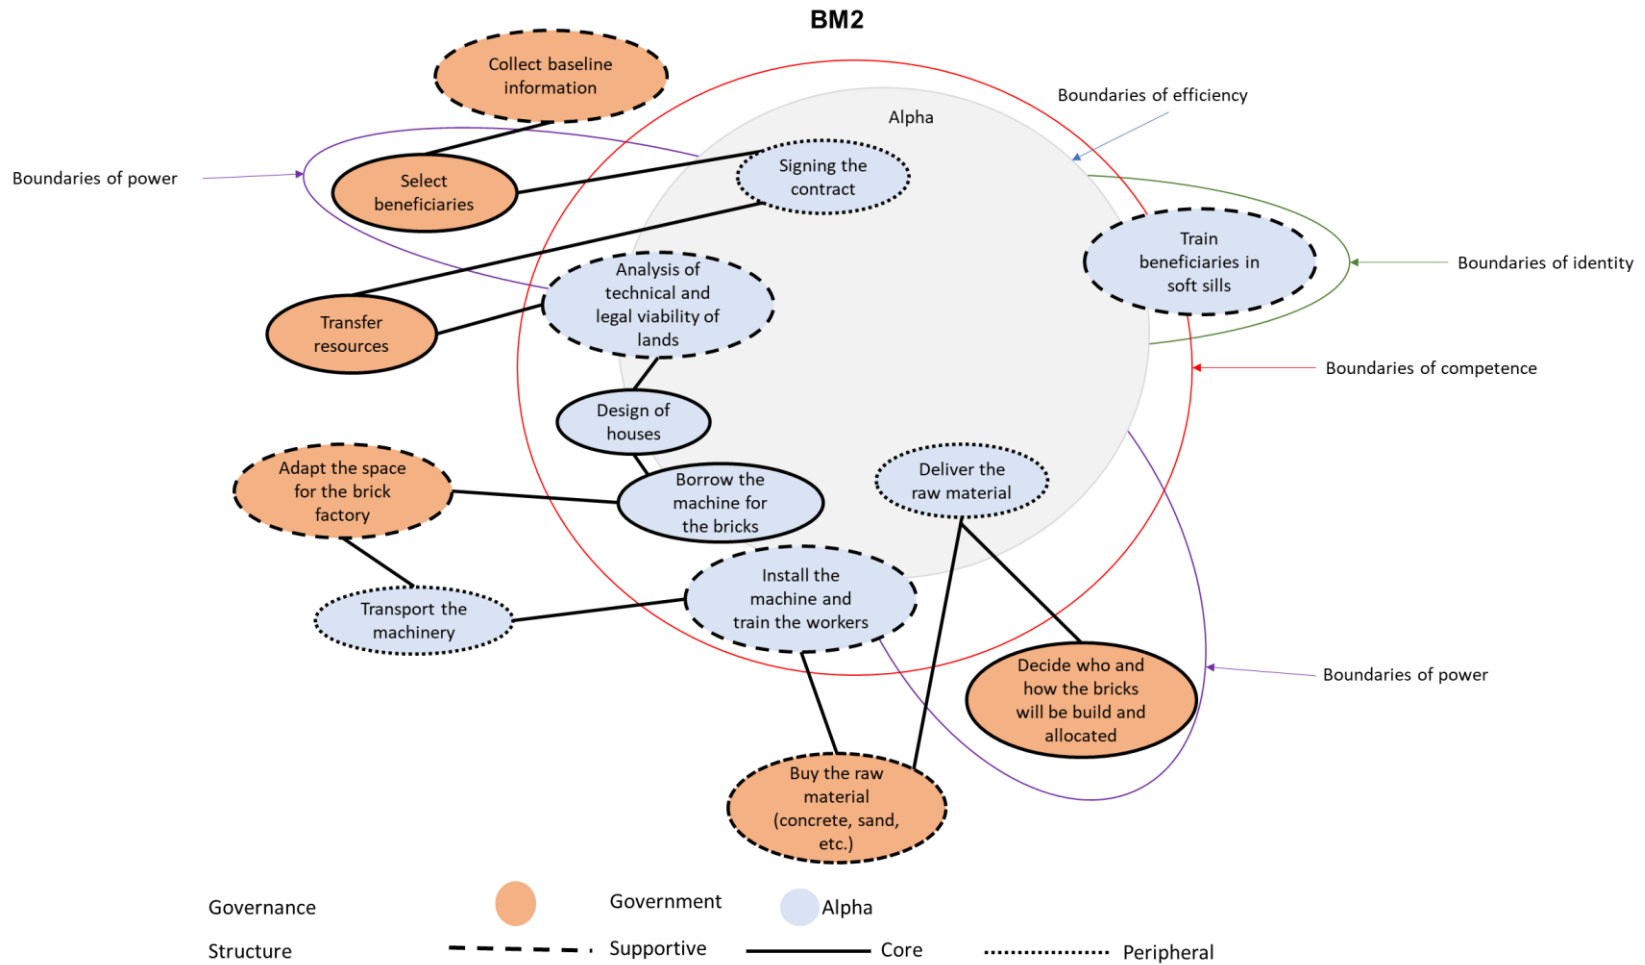 BM2
Collect baseline
information
Boundaries of efficiency
Alpha
Boundaries of power
Select
beneficiaries
Signing the
contract
Train
beneficiaries in
soft sills
Boundaries of identity
Analysis of
technical and
legal viability of
lands
Transfer
resources
Boundaries of competence
Design of
houses
Adapt the space
for the brick
factory
Borrow the
machine for
the bricks
Deliver the
raw material
Transport the
machinery
Install the
machine and
train the workers
Decide who and
how the bricks
will be build and
allocated
Boundaries of power
Buy the raw
material
(concrete, sand,
etc.)
Governance
Government
Alpha
Structure
Supportive
Core
Peripheral